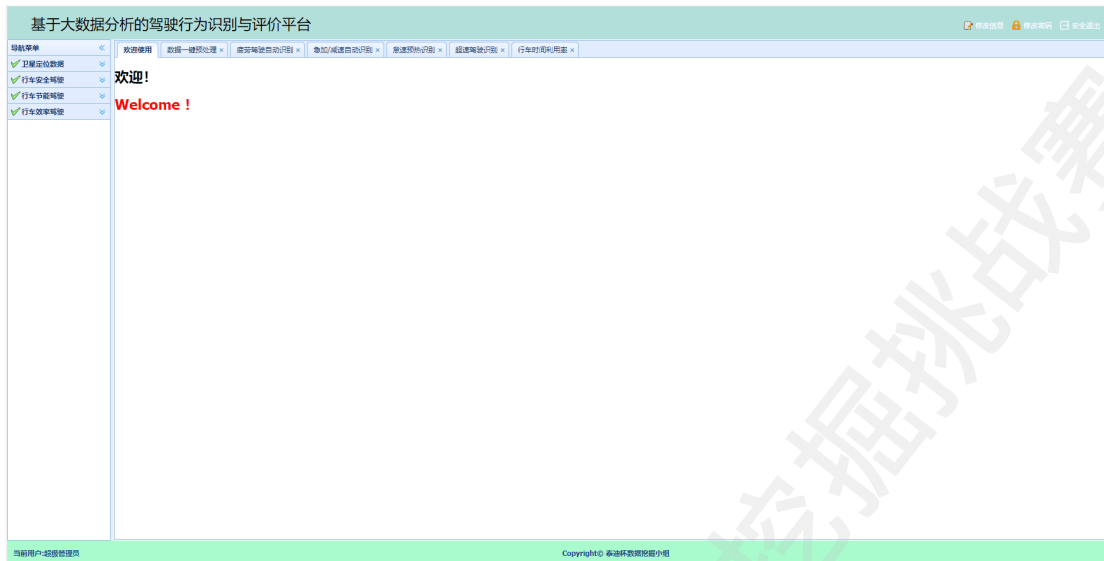 基于大数据分析的驾驶行为识别与评价平台
修改信息 修改密码 安全退出
导航菜单
欢迎使用 数据一键预处理 疲劳驾驶自动识别 急加/减速自动识别 怠速预热识别 超速驾驶识别 行车时间利用率
卫星定位数据
行车安全驾驶
行车节能驾驶
行车效率驾驶
欢迎!
Welcome!
挖掘挑战赛
当前用户:超级管理员
Copyright© 泰迪杯数据挖掘小组